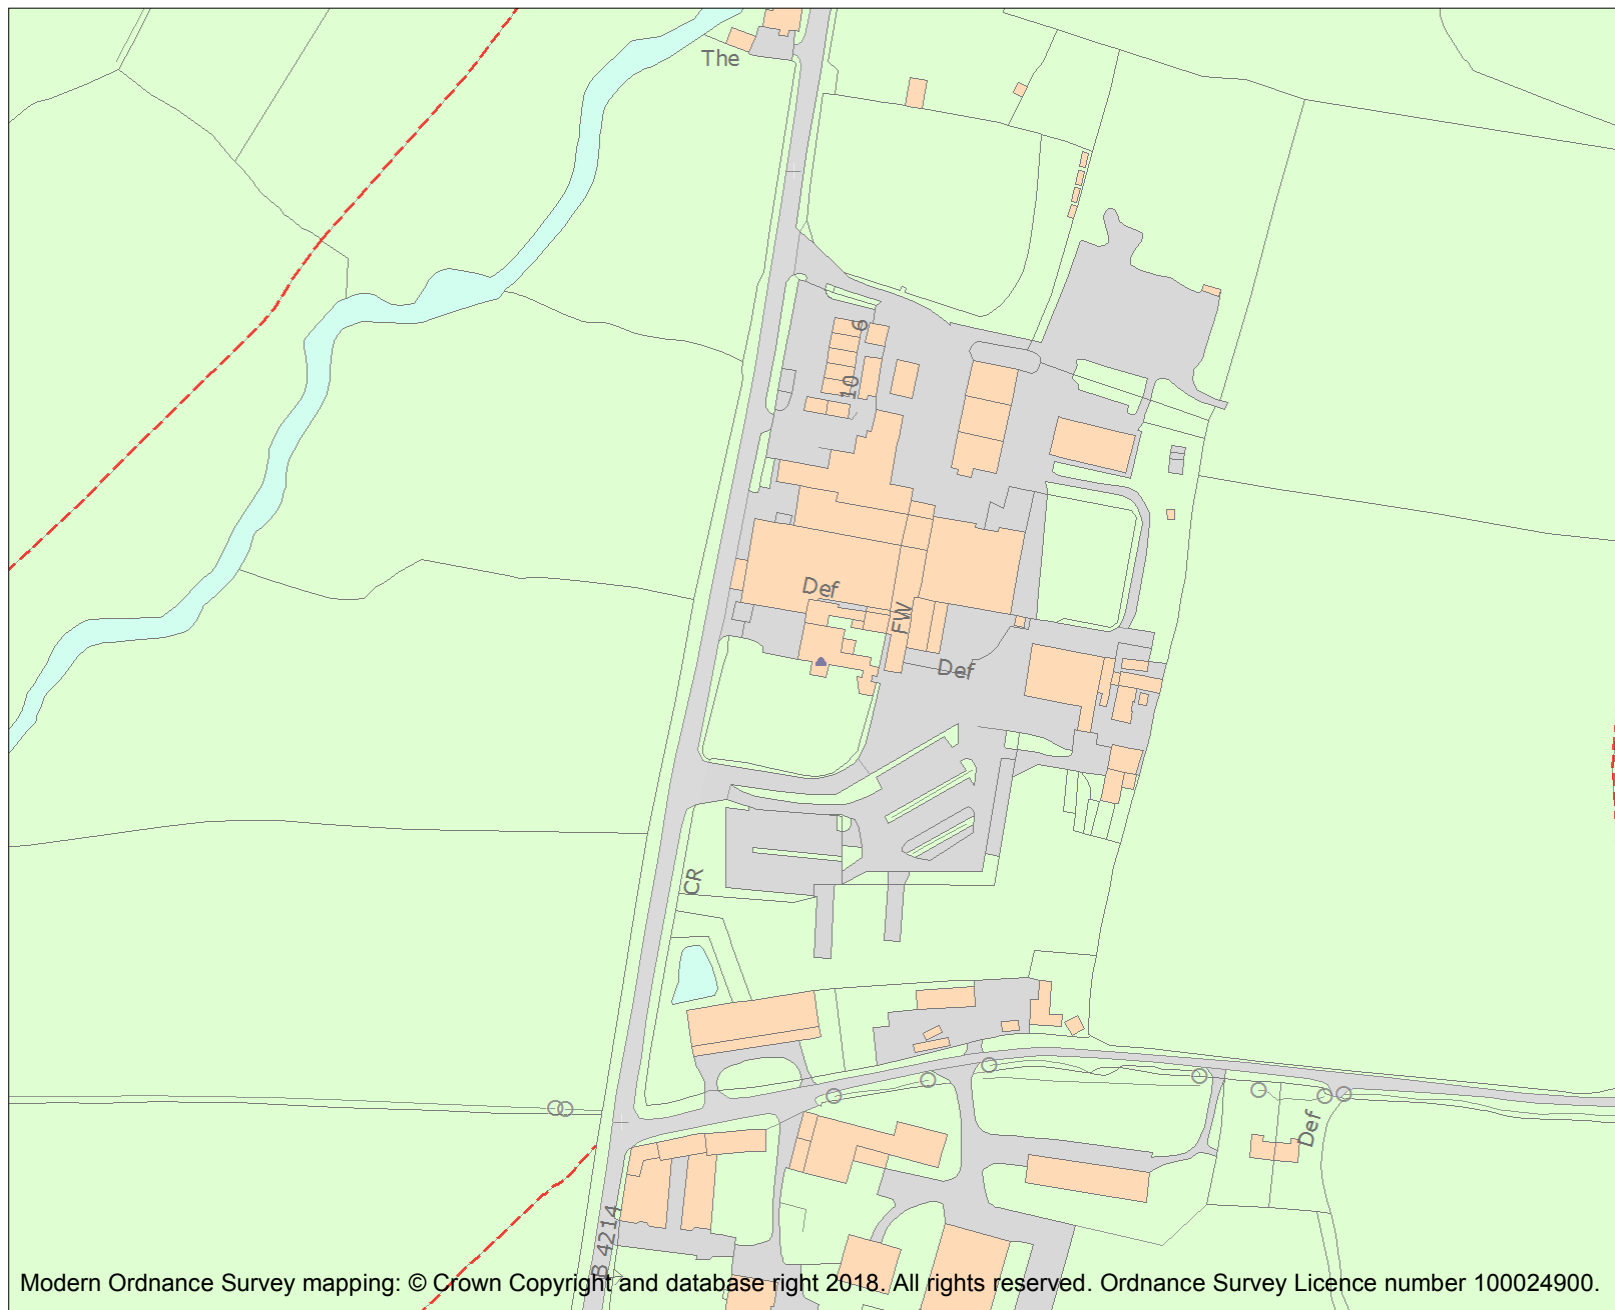 The
6
10
Def
FW
Def
CR
Def
B 4214
Modern Ordnance Survey mapping: © Crown Copyright and database right 2018. All rights reserved. Ordnance Survey Licence number 100024900.